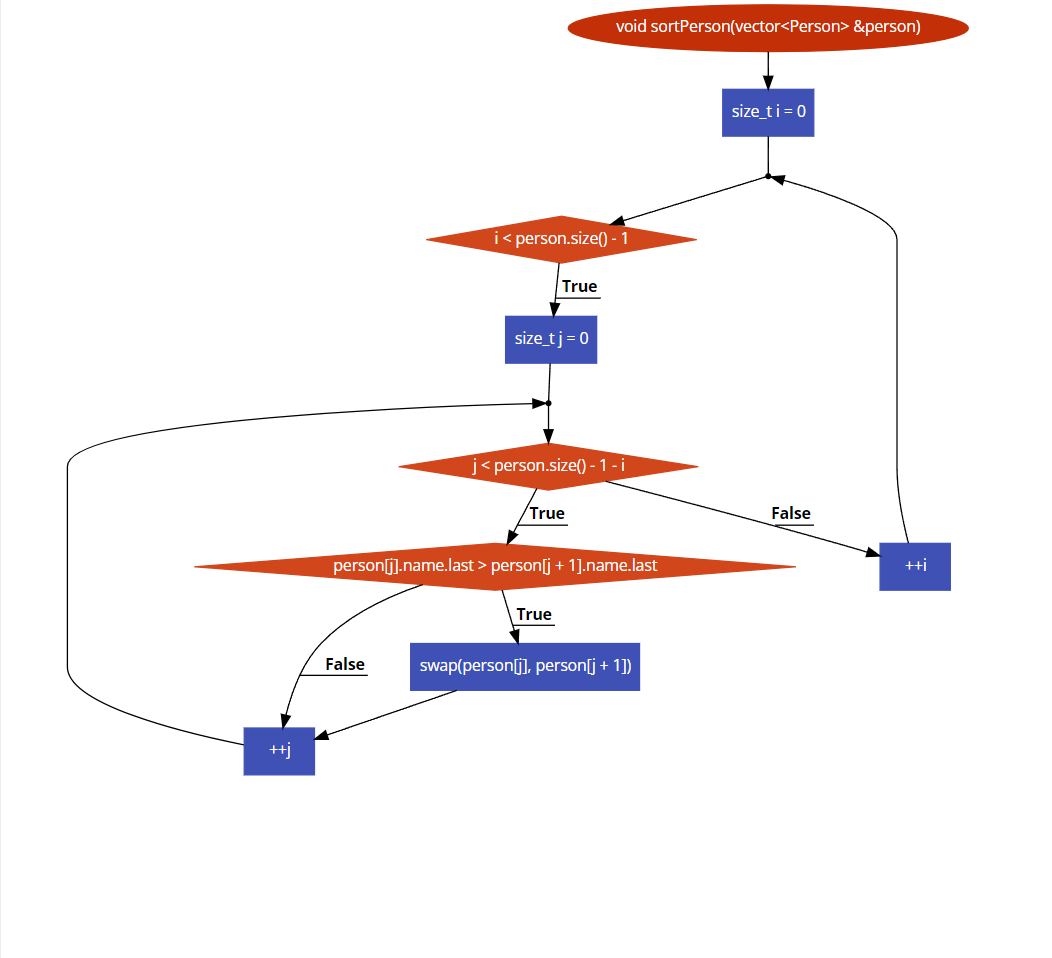 void sortPerson(vector<Person> &person)
size_t i = 0
i < person.size() - 1
True
size_t j = 0
j < person.size() - 1 - i
True
False
person[j].name.last > person[j + 1].name.last
++i
True
False
swap(person[j], person[j + 1])
++j